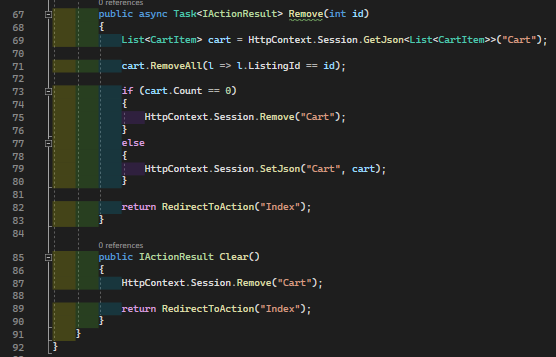 0 references
67 public async Task<IActionResult> Remove(int id)
68 {
69 List<CartItem> cart = HttpContext.Session.GetJson<List<CartItem>>("Cart");
70
71 cart.RemoveAll(l => l.ListingId == id);
72
73 if (cart.Count == 0)
74 {
75 HttpContext.Session.Remove("Cart");
76 }
77 else
78 {
79 HttpContext.Session.SetJson("Cart", cart);
80 }
81
82 return RedirectToAction("Index");
83 }
84
0 references
85 public IActionResult Clear()
86 {
87 HttpContext.Session.Remove("Cart");
88
89 return RedirectToAction("Index");
90 }
91 }
92 }